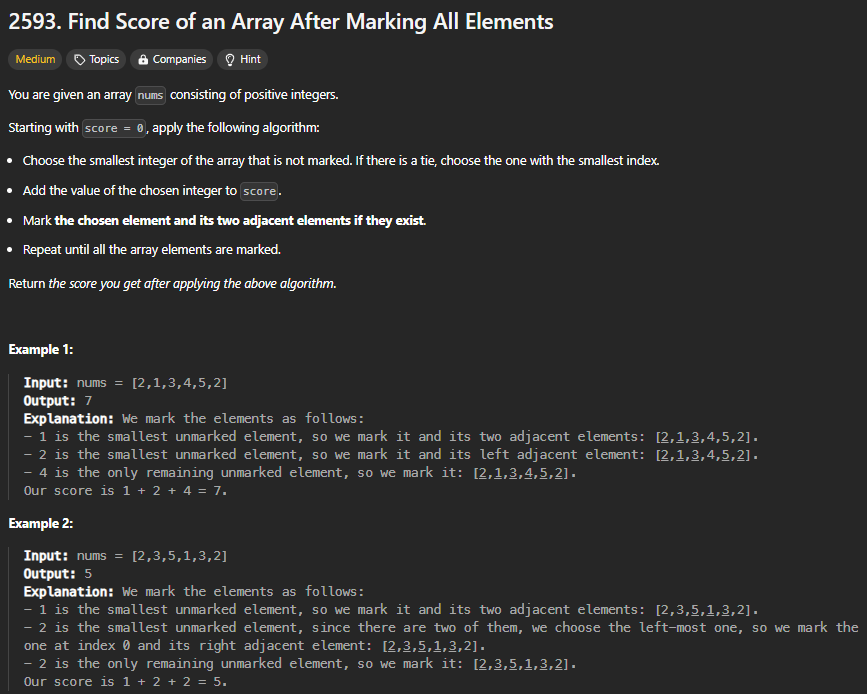 2593. Find Score of an Array After Marking All Elements
Medium Topics Companies Hint
You are given an array nums consisting of positive integers.
Starting with score = 0, apply the following algorithm:
• Choose the smallest integer of the array that is not marked. If there is a tie, choose the one with the smallest index.
• Add the value of the chosen integer to score.
• Mark the chosen element and its two adjacent elements if they exist.
• Repeat until all the array elements are marked.
Return the score you get after applying the above algorithm.
Example 1:
Input: nums = [2,1,3,4,5,2]
Output: 7
Explanation: We mark the elements as follows:
- 1 is the smallest unmarked element, so we mark it and its two adjacent elements: [2,1,3,4,5,2].
- 2 is the smallest unmarked element, so we mark it and its left adjacent element: [2,1,3,4,5,2].
- 4 is the only remaining unmarked element, so we mark it: [2,1,3,4,5,2].
Our score is 1 + 2 + 4 = 7.
Example 2:
Input: nums = [2,3,5,1,3,2]
Output: 5
Explanation: We mark the elements as follows:
- 1 is the smallest unmarked element, so we mark it and its two adjacent elements: [2,3,5,1,3,2].
- 2 is the smallest unmarked element, since there are two of them, we choose the left-most one, so we mark the
one at index 0 and its right adjacent element: [2,3,5,1,3,2].
- 2 is the only remaining unmarked element, so we mark it: [2,3,5,1,3,2].
Our score is 1 + 2 + 2 = 5.